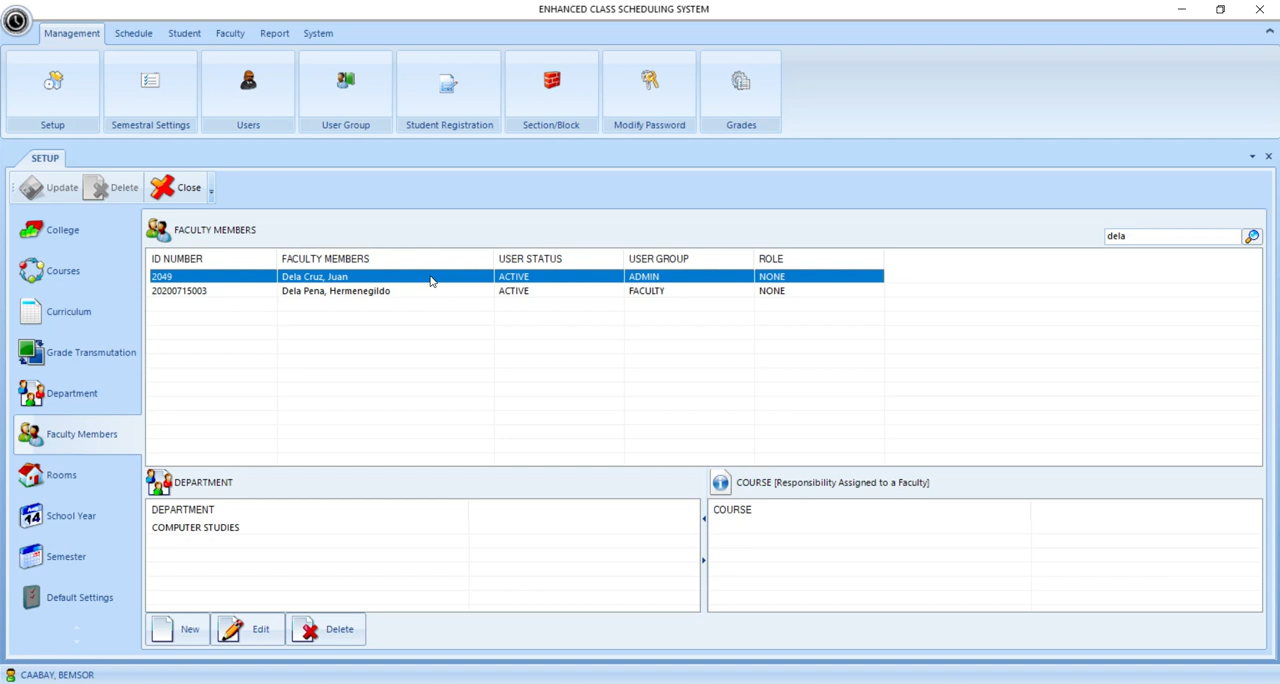 ENHANCED CLASS SCHEDULING SYSTEM
Management Schedule Student Faculty Report System
Setup Semestral Settings Users User Group Student Registration Section/Block Modify Password Grades
SETUP
Update Delete Close
College
Courses
Curriculum
Grade Transmutation
Department
Faculty Members
Rooms
School Year
Semester
Default Settings
FACULTY MEMBERS
dela
ID NUMBER FACULTY MEMBERS USER STATUS USER GROUP ROLE
2049 Dela Cruz, Juan ACTIVE ADMIN NONE
20200715003 Dela Pena, Hermenegildo ACTIVE FACULTY NONE
DEPARTMENT
DEPARTMENT
COMPUTER STUDIES
COURSE [Responsibility Assigned to a Faculty]
COURSE
New Edit Delete
CAABAY, BEMSOR